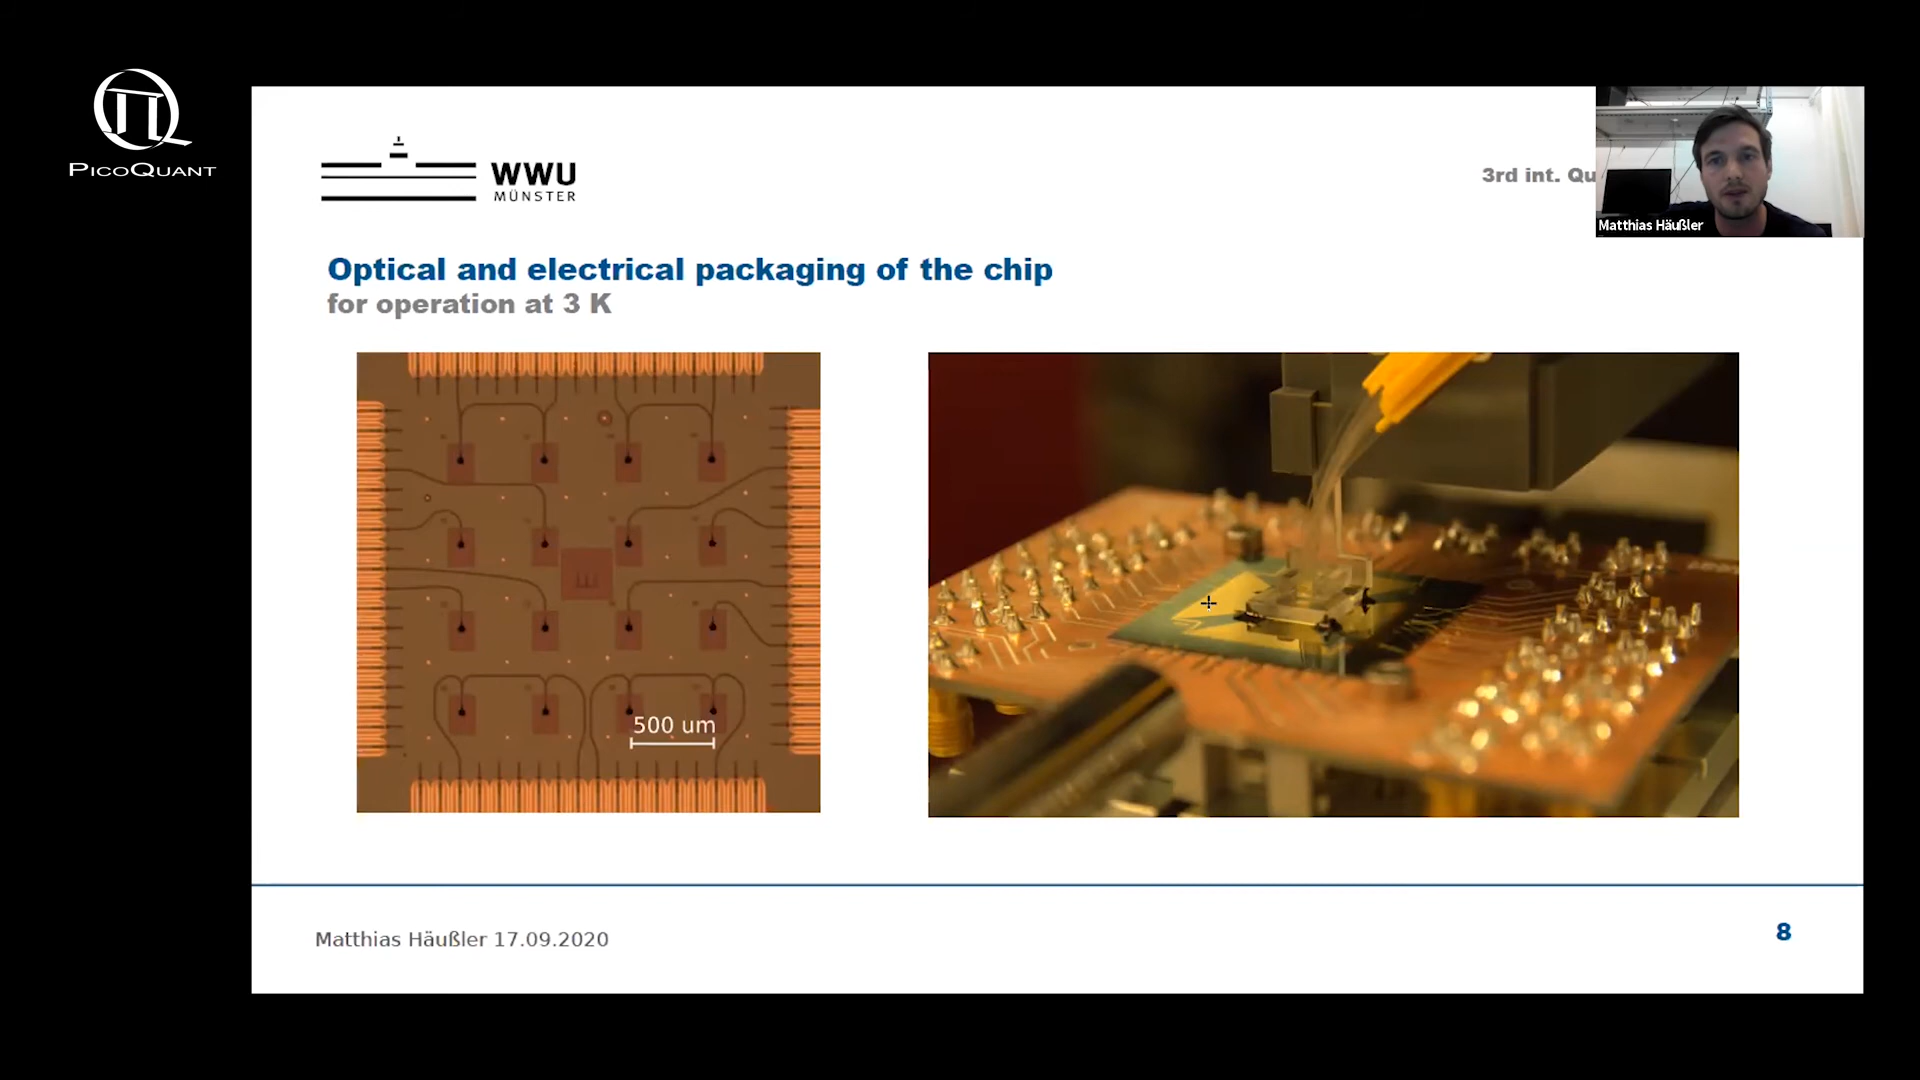 PICOQUANT
WWU
MÜNSTER
3rd int. Qu
Matthias Häußler
Optical and electrical packaging of the chip
for operation at 3 K
500 um
Matthias Häußler 17.09.2020
8